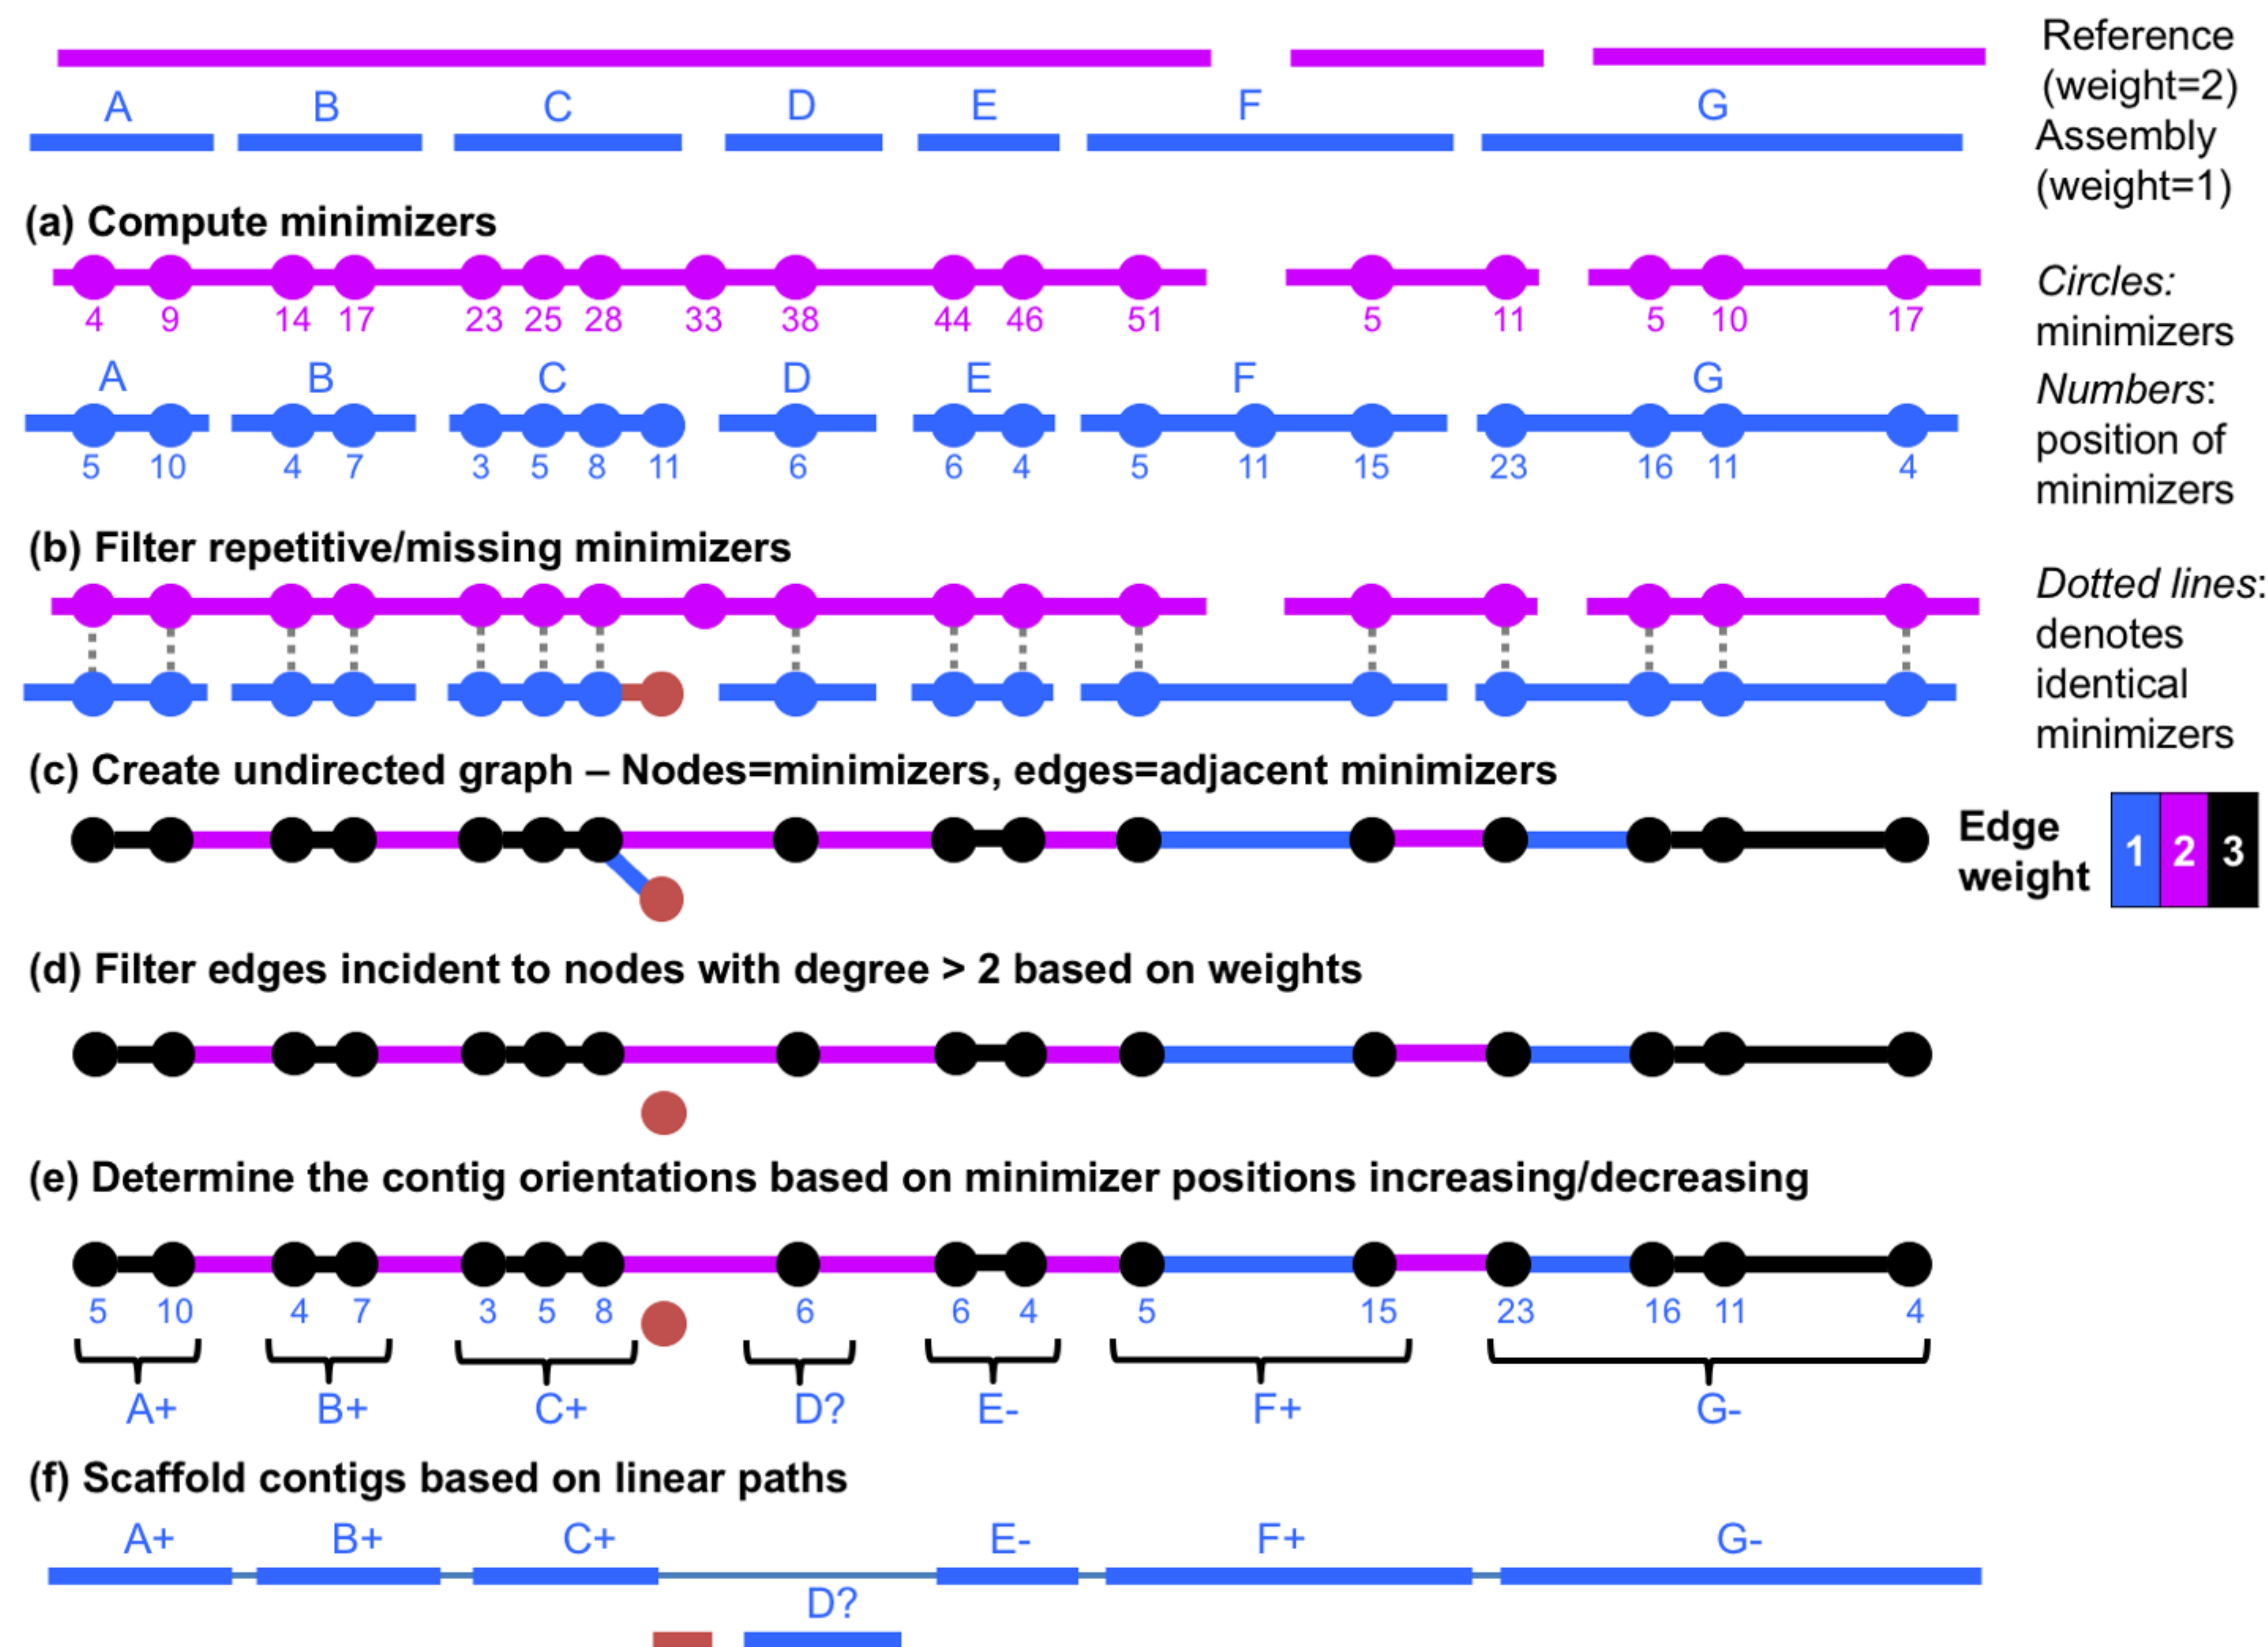 Reference
(weight=2)
A B C D E F G
Assembly
(weight=1)
(a) Compute minimizers
4 9 14 17 23 25 28 33 38 44 46 51 5 11 5 10 17
Circles:
minimizers
A B C D E F G
Numbers:
position of
minimizers
5 10 4 7 3 5 8 11 6 6 4 5 11 15 23 16 11 4
(b) Filter repetitive/missing minimizers
Dotted lines:
denotes
identical
minimizers
(c) Create undirected graph – Nodes=minimizers, edges=adjacent minimizers
Edge
weight
1 2 3
(d) Filter edges incident to nodes with degree > 2 based on weights
(e) Determine the contig orientations based on minimizer positions increasing/decreasing
5 10 4 7 3 5 8 6 6 4 5 15 23 16 11 4
A+ B+ C+ D? E- F+ G-
(f) Scaffold contigs based on linear paths
A+ B+ C+ E- F+ G-
D?